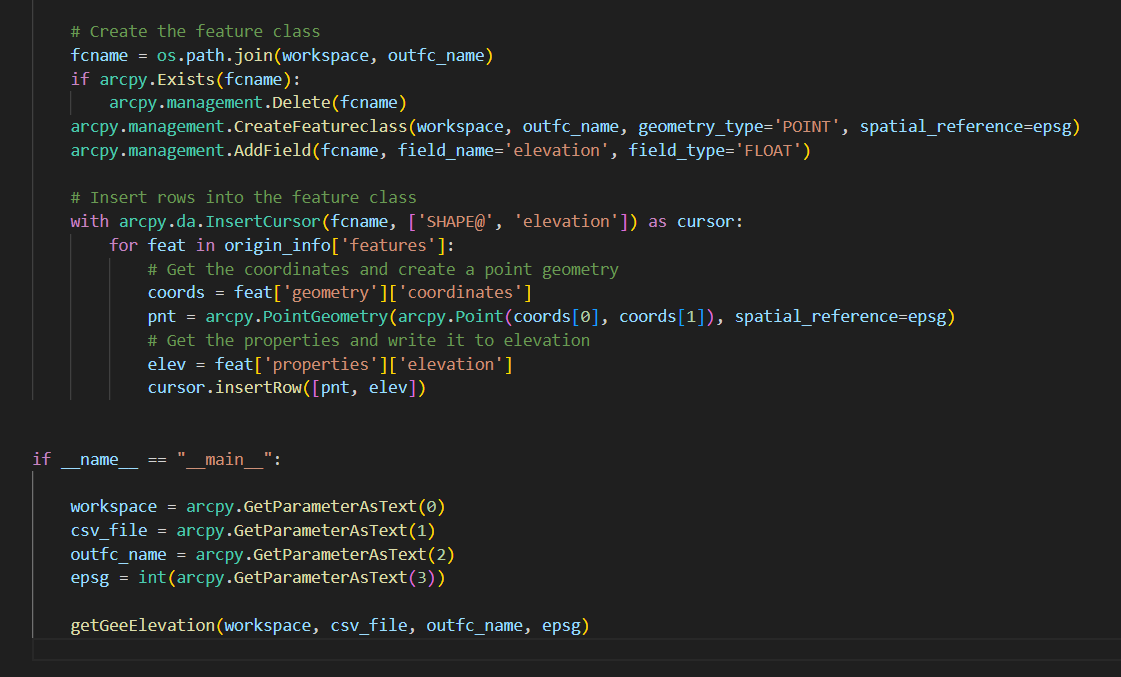 # Create the feature class
fcname = os.path.join(workspace, outfc_name)
if arcpy.Exists(fcname):
    arcpy.management.Delete(fcname)
arcpy.management.CreateFeatureclass(workspace, outfc_name, geometry_type='POINT', spatial_reference=epsg)
arcpy.management.AddField(fcname, field_name='elevation', field_type='FLOAT')
# Insert rows into the feature class
with arcpy.da.InsertCursor(fcname, ['SHAPE@', 'elevation']) as cursor:
    for feat in origin_info['features']:
        # Get the coordinates and create a point geometry
        coords = feat['geometry']['coordinates']
        pnt = arcpy.PointGeometry(arcpy.Point(coords[0], coords[1]), spatial_reference=epsg)
        # Get the properties and write it to elevation
        elev = feat['properties']['elevation']
        cursor.insertRow([pnt, elev])
if __name__ == "__main__":
    workspace = arcpy.GetParameterAsText(0)
    csv_file = arcpy.GetParameterAsText(1)
    outfc_name = arcpy.GetParameterAsText(2)
    epsg = int(arcpy.GetParameterAsText(3))
    getGeeElevation(workspace, csv_file, outfc_name, epsg)